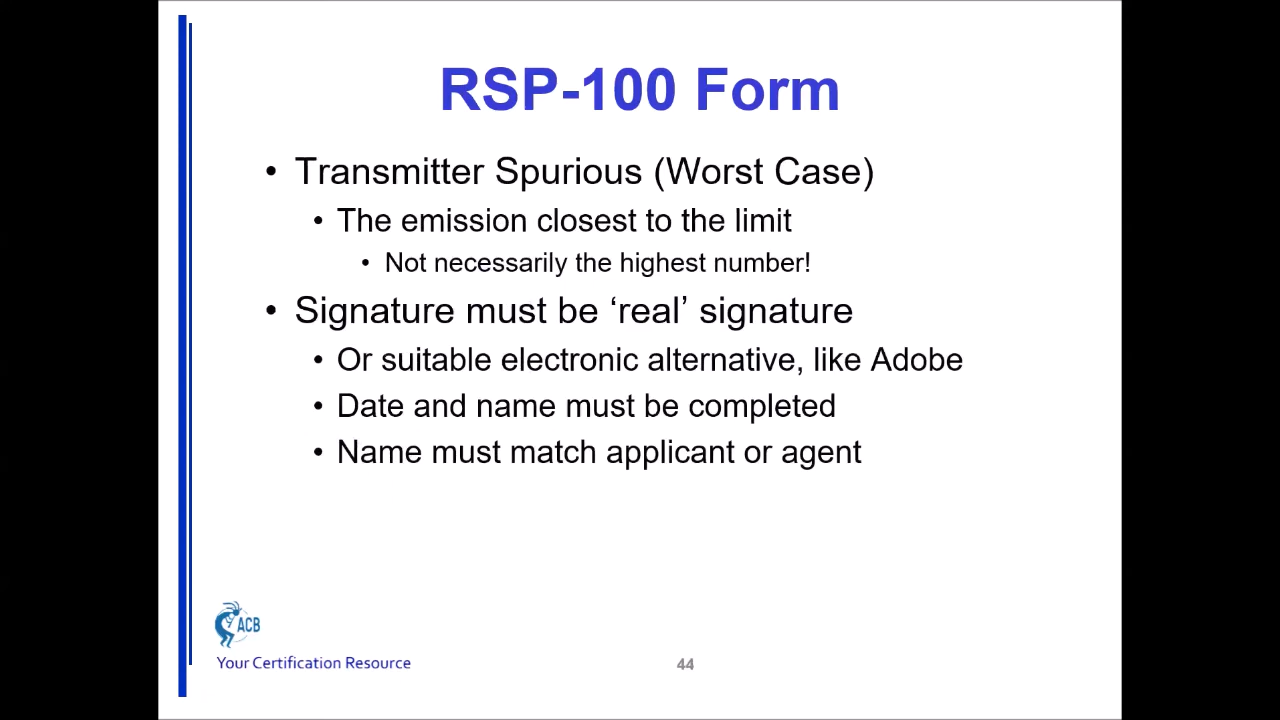 RSP-100 Form
• Transmitter Spurious (Worst Case)
• The emission closest to the limit
• Not necessarily the highest number!
• Signature must be ‘real’ signature
• Or suitable electronic alternative, like Adobe
• Date and name must be completed
• Name must match applicant or agent
ACB
Your Certification Resource
44